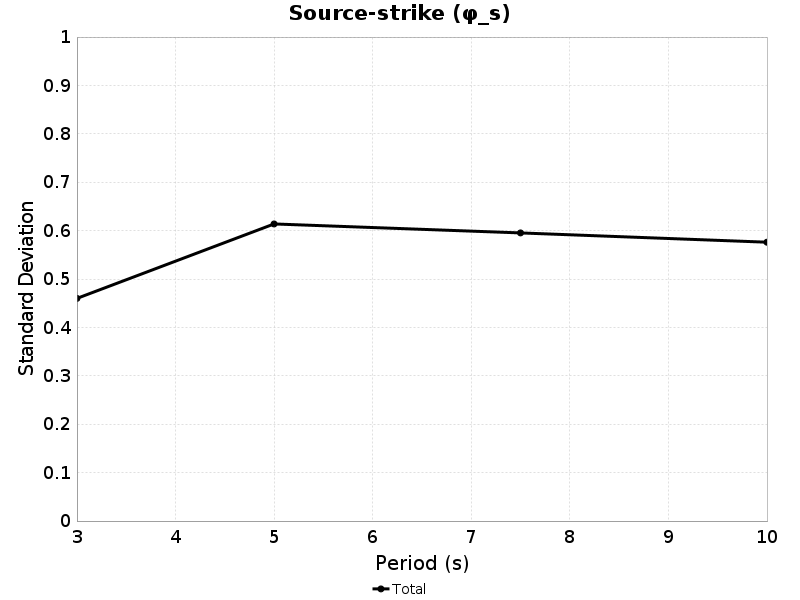 Source-strike (φ_s)
Standard Deviation
1
0.9
0.8
0.7
0.6
0.5
0.4
0.3
0.2
0.1
0
3 4 5 6 7 8 9 10
Period (s)
Total